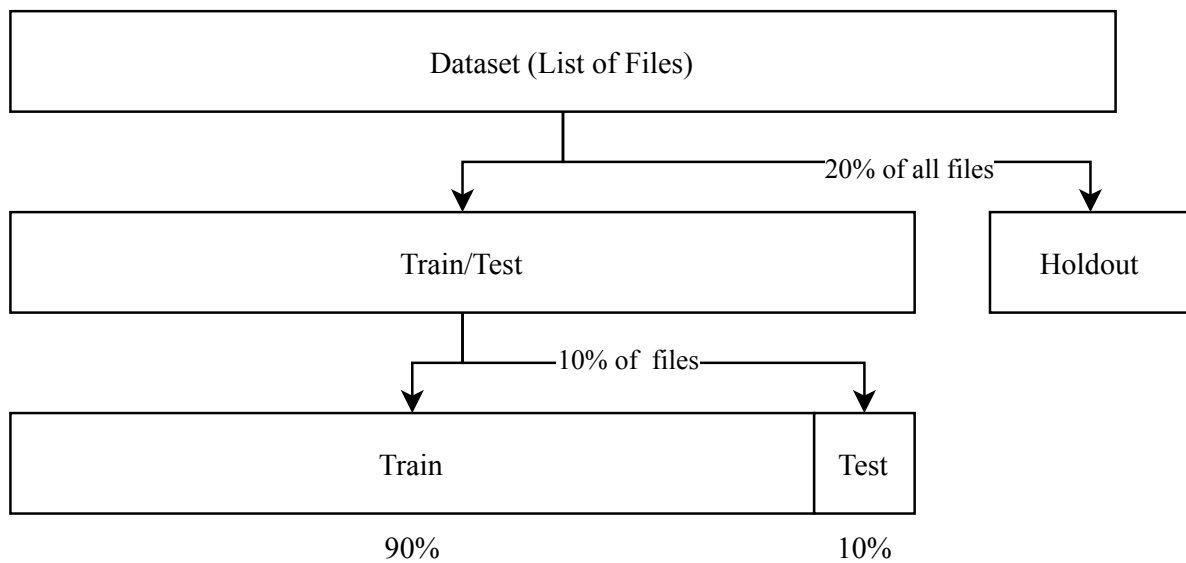 Dataset (List of Files)
20% of all files
Train/Test
Holdout
10% of  files
Train
Test
90%
10%